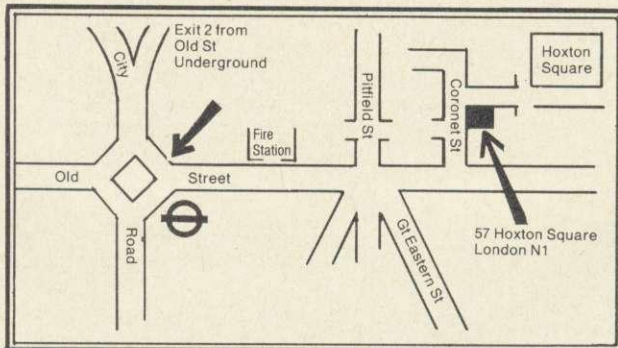 Exit 2 from
Old St
Underground
City
Hoxton
Square
Pitfield St
Coronet St
Fire
Station
Old
Street
Road
Gt Eastern St
57 Hoxton Square
London N1